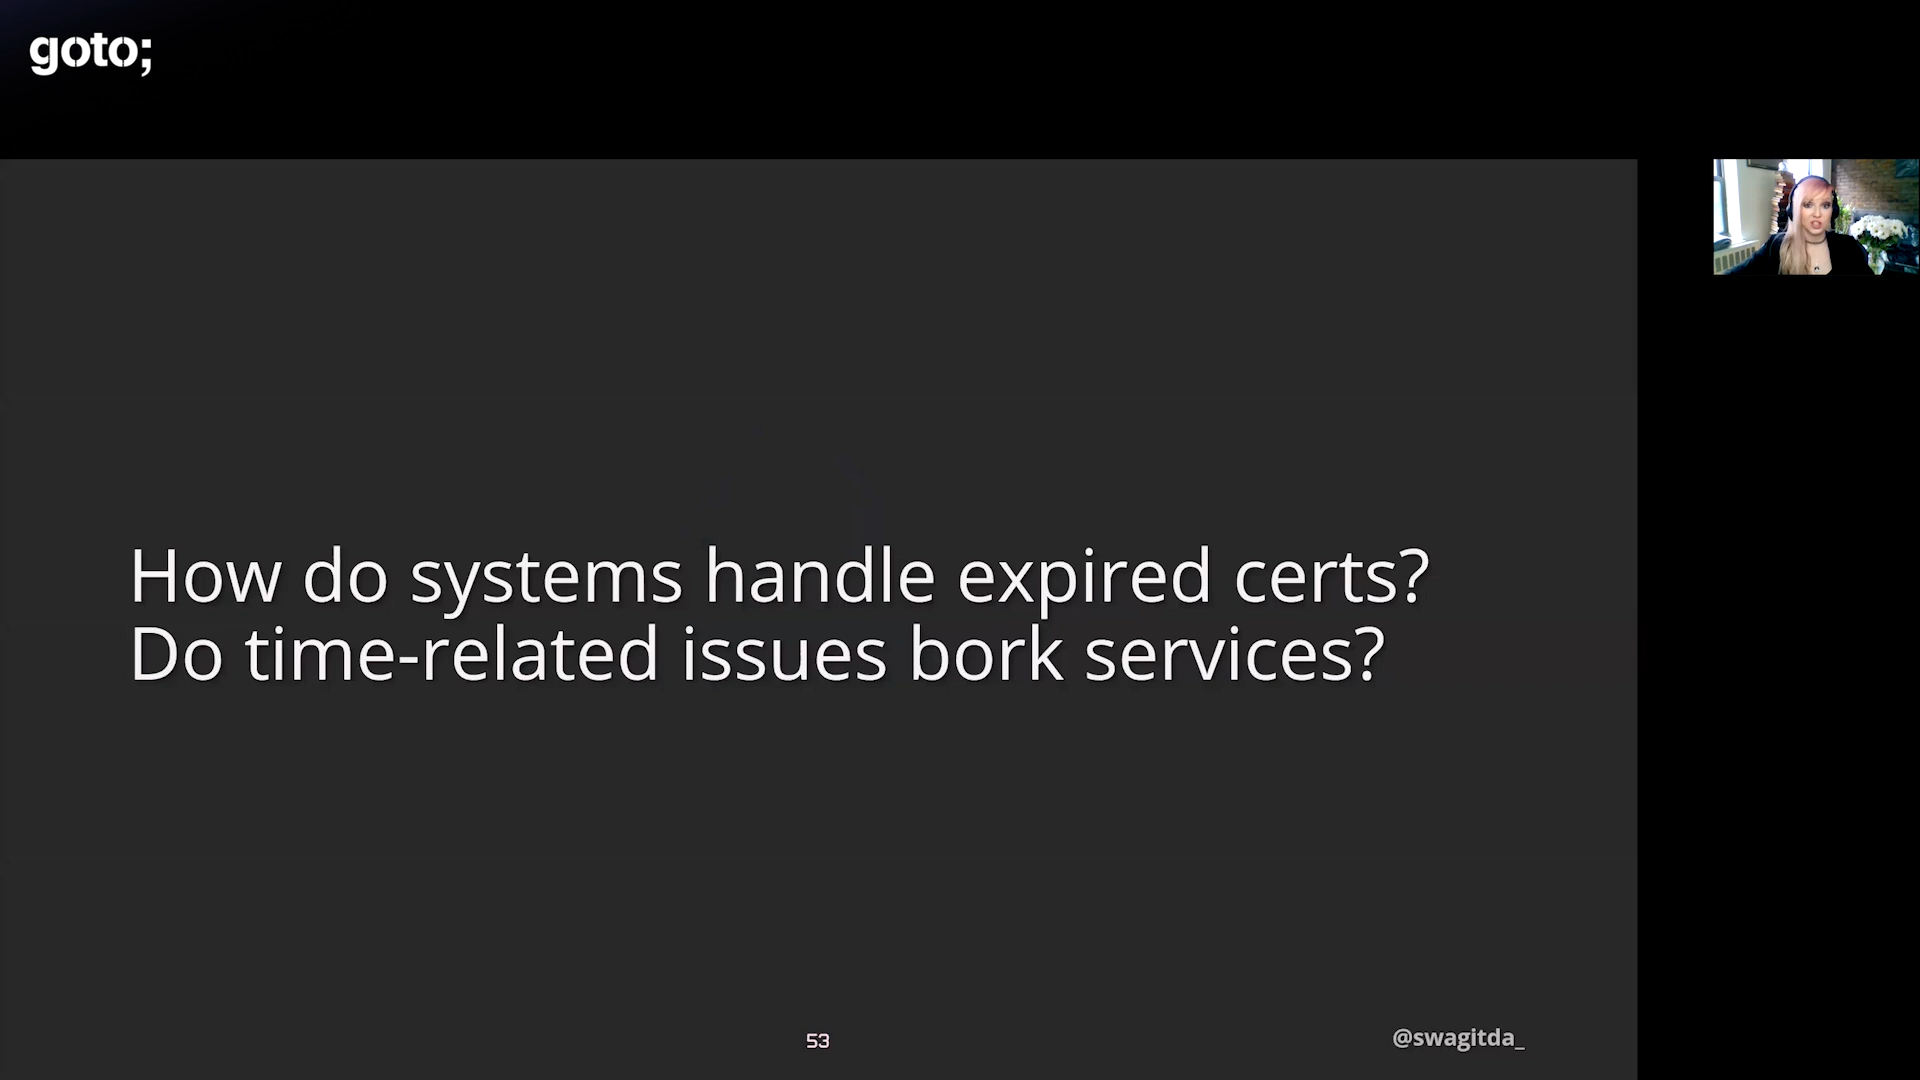 goto;
How do systems handle expired certs?
Do time-related issues bork services?
53
@swagitda_